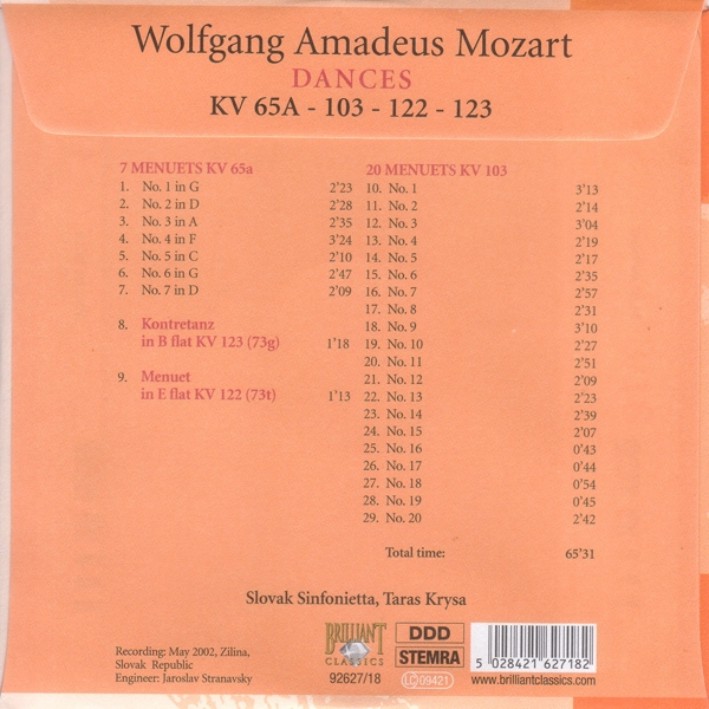 Wolfgang Amadeus Mozart
DANCES
KV 65A - 103 - 122 - 123
7 MENUETS KV 65a
1. No. 1 in G 2'23
2. No. 2 in D 2'28
3. No. 3 in A 2'35
4. No. 4 in F 3'24
5. No. 5 in C 2'10
6. No. 6 in G 2'47
7. No. 7 in D 2'09
8. Kontretanz
in B flat KV 123 (73g) 1'18
9. Menuet
in E flat KV 122 (73t) 1'13
20 MENUETS KV 103
10. No. 1 3'13
11. No. 2 2'14
12. No. 3 3'04
13. No. 4 2'19
14. No. 5 2'17
15. No. 6 2'35
16. No. 7 2'57
17. No. 8 2'31
18. No. 9 3'10
19. No. 10 2'27
20. No. 11 2'51
21. No. 12 2'09
22. No. 13 2'23
23. No. 14 2'39
24. No. 15 2'07
25. No. 16 0'43
26. No. 17 0'44
27. No. 18 0'54
28. No. 19 0'45
29. No. 20 2'42
Total time: 65'31
Slovak Sinfonietta, Taras Krysa
Recording: May 2002, Zilina,
Slovak Republic
Engineer: Jaroslav Stranavsky
BRILLIANT
CLASSICS
92627/18
DDD
STEMRA
LC 09421
5 028421 627182
www.brilliantclassics.com